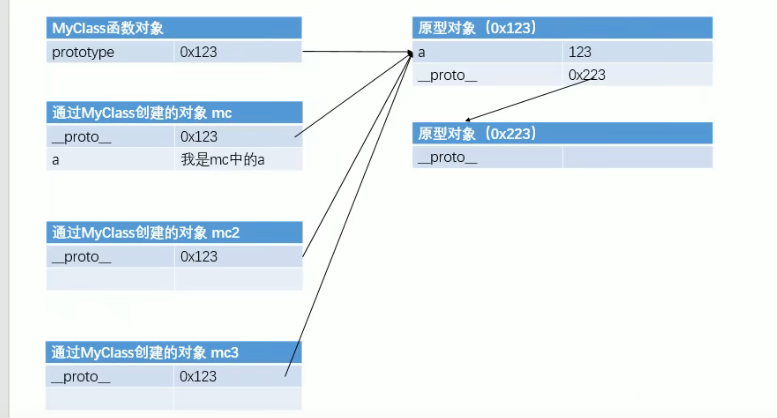 MyClass函数对象
prototype 0x123
通过MyClass创建的对象 mc
__proto__ 0x123
a 我是mc中的a
通过MyClass创建的对象 mc2
__proto__ 0x123
通过MyClass创建的对象 mc3
__proto__ 0x123
原型对象（0x123）
a 123
__proto__ 0x223
原型对象（0x223）
__proto__